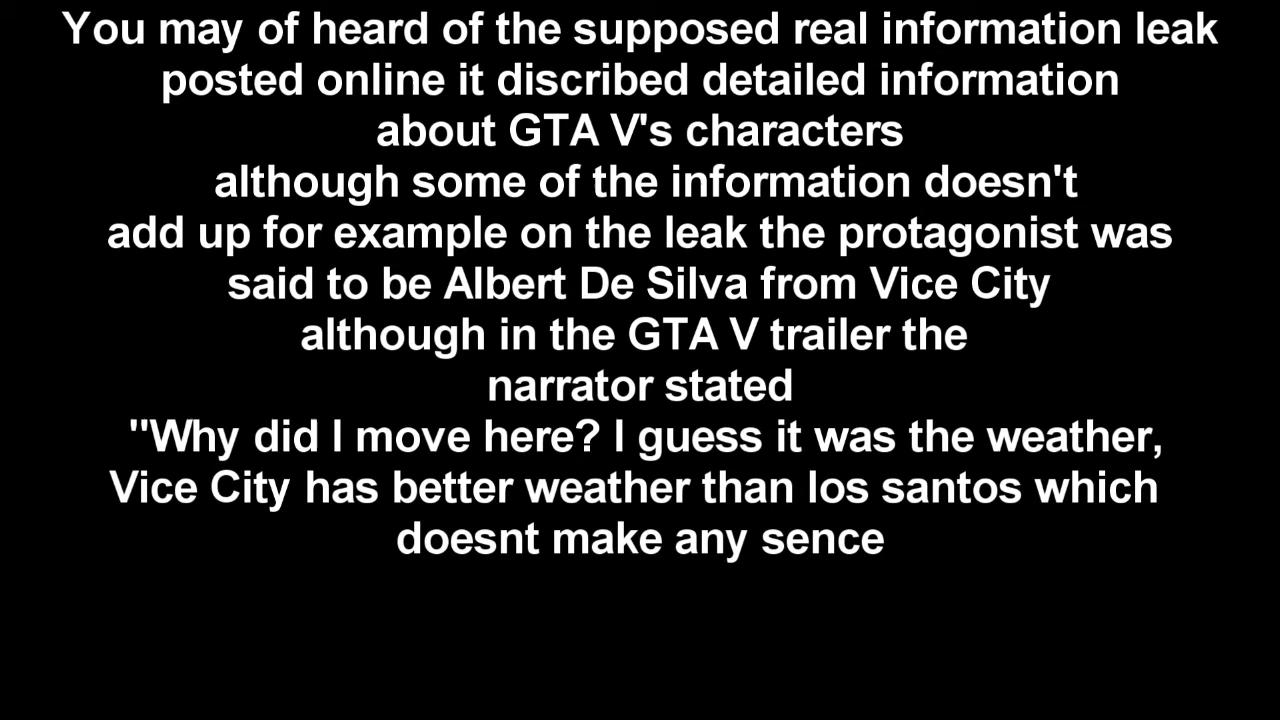 You may of heard of the supposed real information leak
posted online it discribed detailed information
about GTA V's characters
although some of the information doesn't
add up for example on the leak the protagonist was
said to be Albert De Silva from Vice City
although in the GTA V trailer the
narrator stated
"Why did I move here? I guess it was the weather,
Vice City has better weather than los santos which
doesnt make any sence